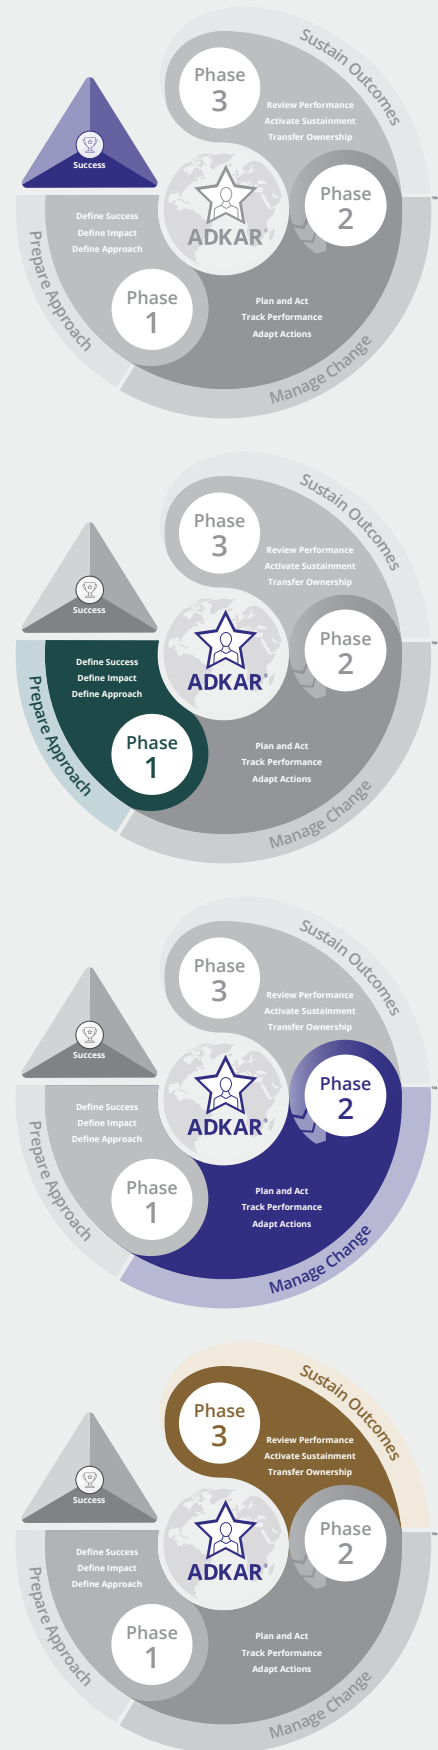 Sustain Outcomes
Phase
3
Review Performance
Activate Sustainment
Transfer Ownership
Success
Phase
2
ADKAR®
Define Success
Define Impact
Define Approach
Prepare Approach
Phase
1
Plan and Act
Track Performance
Adapt Actions
Manage Change
™
Sustain Outcomes
Phase
3
Review Performance
Activate Sustainment
Transfer Ownership
Success
Phase
2
ADKAR®
Define Success
Define Impact
Define Approach
Prepare Approach
Phase
1
Plan and Act
Track Performance
Adapt Actions
Manage Change
™
Sustain Outcomes
Phase
3
Review Performance
Activate Sustainment
Transfer Ownership
Success
Phase
2
ADKAR®
Define Success
Define Impact
Define Approach
Prepare Approach
Phase
1
Plan and Act
Track Performance
Adapt Actions
Manage Change
™
Sustain Outcomes
Phase
3
Review Performance
Activate Sustainment
Transfer Ownership
Success
Phase
2
ADKAR®
Define Success
Define Impact
Define Approach
Prepare Approach
Phase
1
Plan and Act
Track Performance
Adapt Actions
Manage Change
™